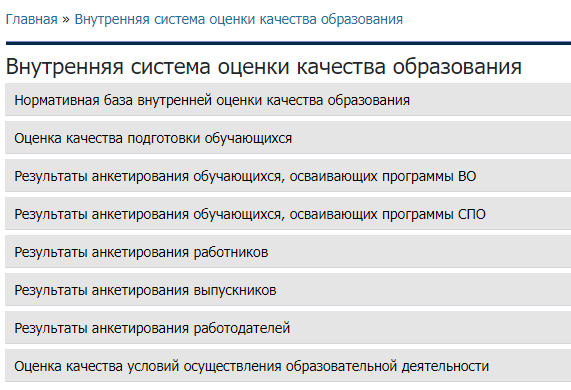 Главная » Внутренняя система оценки качества образования
Внутренняя система оценки качества образования
Нормативная база внутренней оценки качества образования
Оценка качества подготовки обучающихся
Результаты анкетирования обучающихся, осваивающих программы ВО
Результаты анкетирования обучающихся, осваивающих программы СПО
Результаты анкетирования работников
Результаты анкетирования выпускников
Результаты анкетирования работодателей
Оценка качества условий осуществления образовательной деятельности